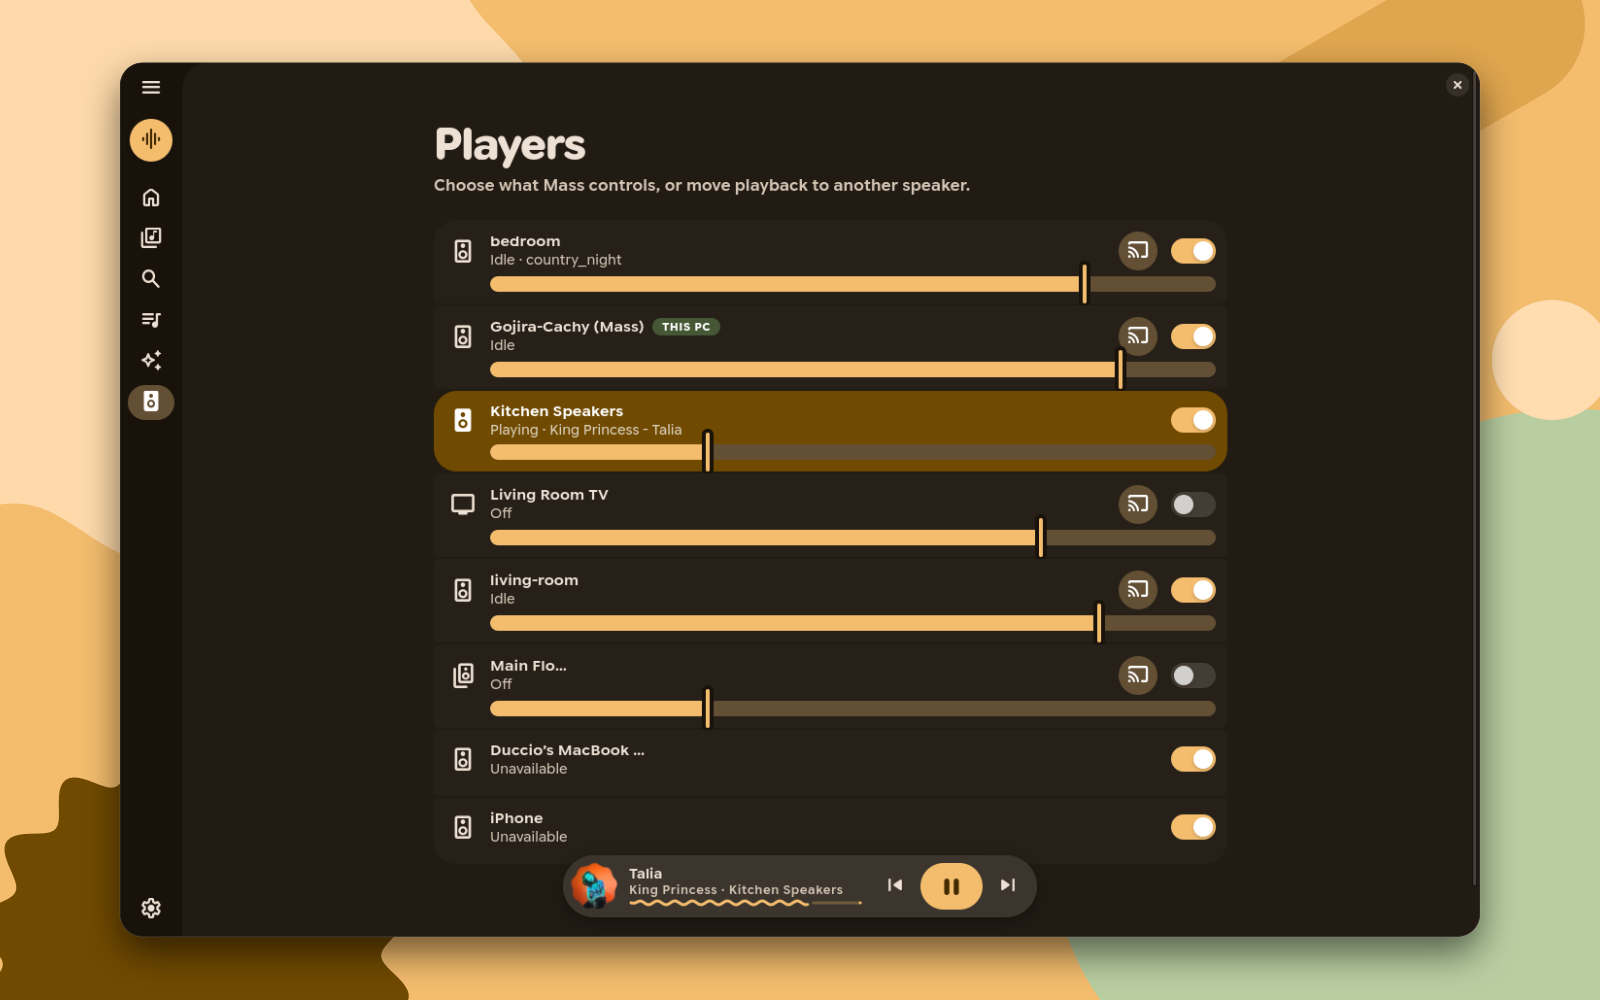 Players
Choose what Mass controls, or move playback to another speaker.
bedroom
Idle · country_night
Gojira-Cachy (Mass) THIS PC
Idle
Kitchen Speakers
Playing · King Princess - Talia
Living Room TV
Off
living-room
Idle
Main Flo...
Off
Duccio's MacBook ...
Unavailable
iPhone
Unavailable
Talia
King Princess · Kitchen Speakers